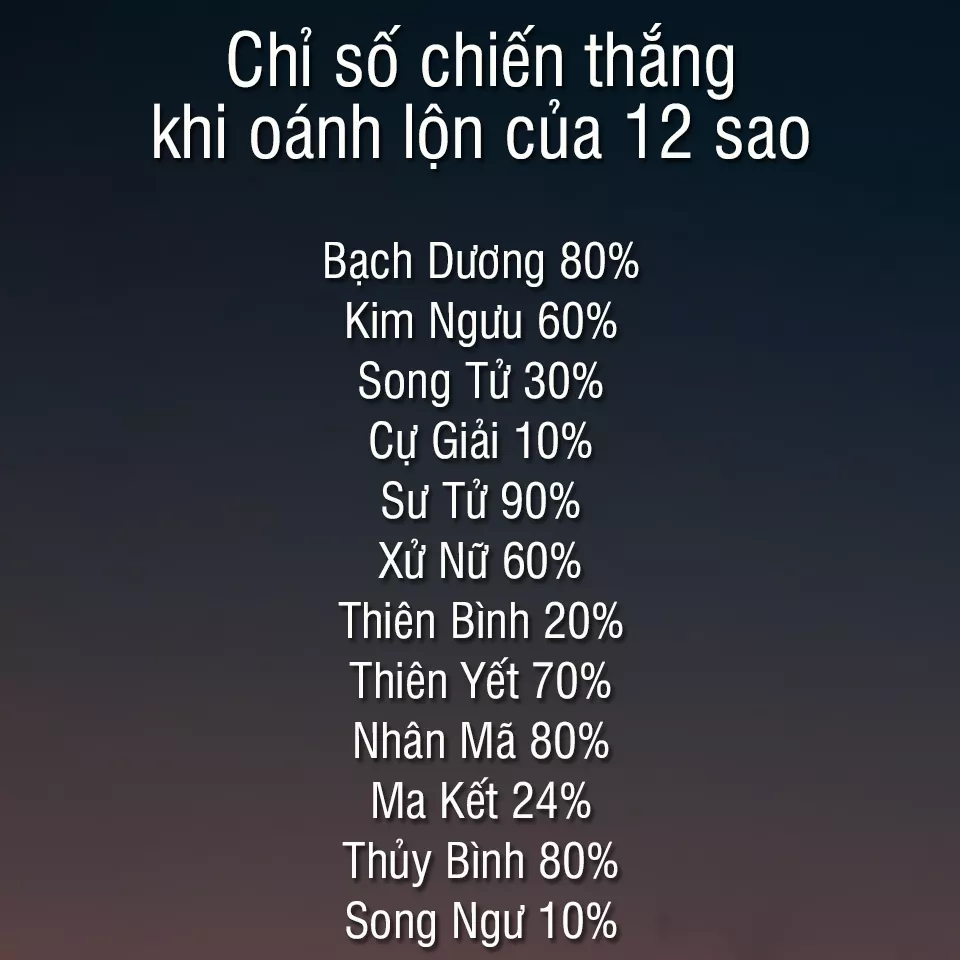 Chỉ số chiến thắng
khi oánh lộn của 12 sao
Bạch Dương 80%
Kim Ngưu 60%
Song Tử 30%
Cự Giải 10%
Sư Tử 90%
Xử Nữ 60%
Thiên Bình 20%
Thiên Yết 70%
Nhân Mã 80%
Ma Kết 24%
Thủy Bình 80%
Song Ngư 10%